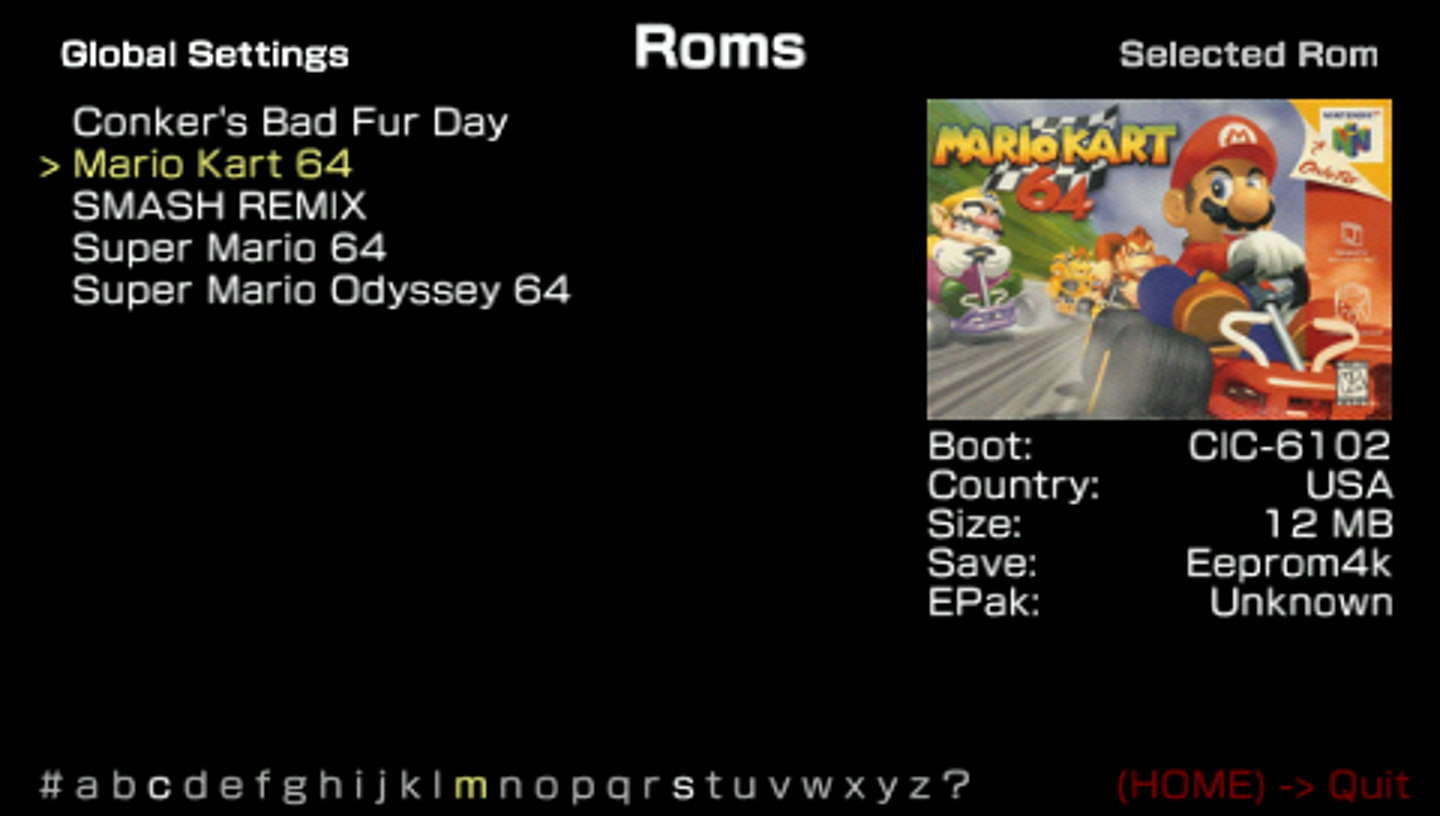 Global Settings
Roms
Selected Rom
Conker's Bad Fur Day
> Mario Kart 64
SMASH REMIX
Super Mario 64
Super Mario Odyssey 64
MARIO KART
64
Only For
Boot: CIC-6102
Country: USA
Size: 12 MB
Save: Eeprom4k
EPak: Unknown
# a b c d e f g h i j k l m n o p q r s t u v w x y z ?
(HOME) -> Quit